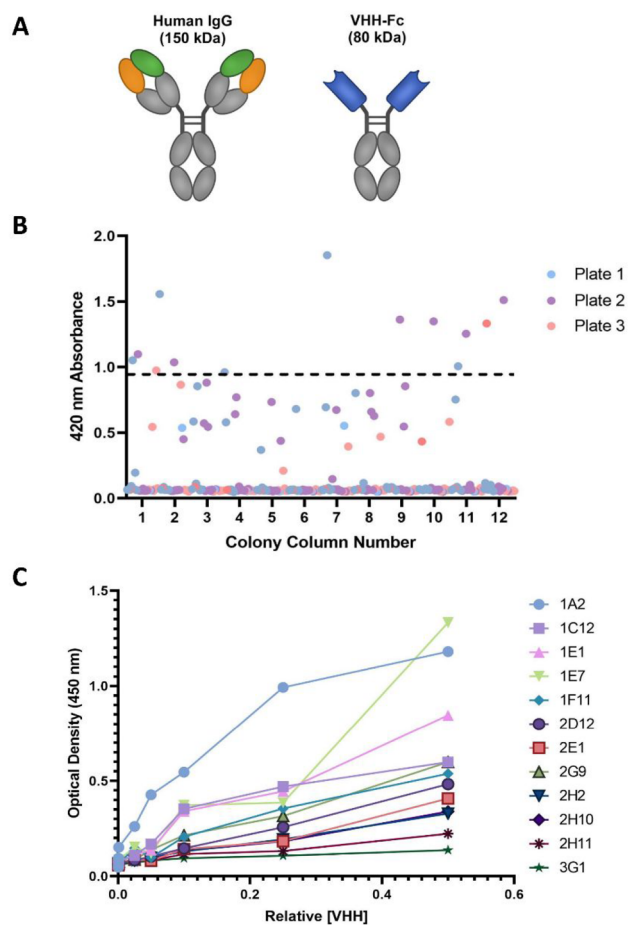 A
Human IgG
(150 kDa)
VHH-Fc
(80 kDa)
B
2.0
1.5
1.0
0.5
0.0
420 nm Absorbance
1 2 3 4 5 6 7 8 9 10 11 12
Colony Column Number
Plate 1
Plate 2
Plate 3
C
1.5
1.0
0.5
0.0
Optical Density (450 nm)
0.0 0.2 0.4 0.6
Relative [VHH]
1A2
1C12
1E1
1E7
1F11
2D12
2E1
2G9
2H2
2H10
2H11
3G1